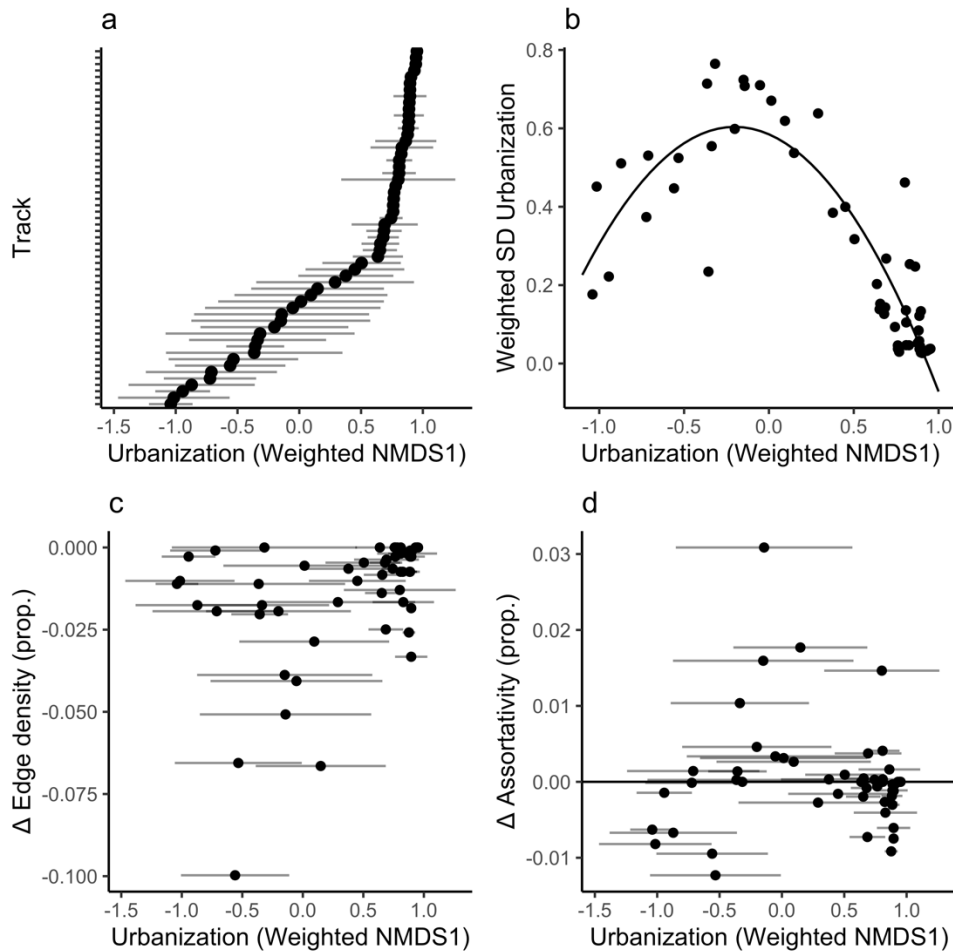 a
Track
-1.5 -1.0 -0.5 0.0 0.5 1.0
Urbanization (Weighted NMDS1)
b
Weighted SD Urbanization
0.8
0.6
0.4
0.2
0.0
-1.0 -0.5 0.0 0.5 1.0
Urbanization (Weighted NMDS1)
c
Δ Edge density (prop.)
0.000
-0.025
-0.050
-0.075
-0.100
-1.5 -1.0 -0.5 0.0 0.5 1.0
Urbanization (Weighted NMDS1)
d
Δ Assortativity (prop.)
0.03
0.02
0.01
0.00
-0.01
-1.5 -1.0 -0.5 0.0 0.5 1.0
Urbanization (Weighted NMDS1)